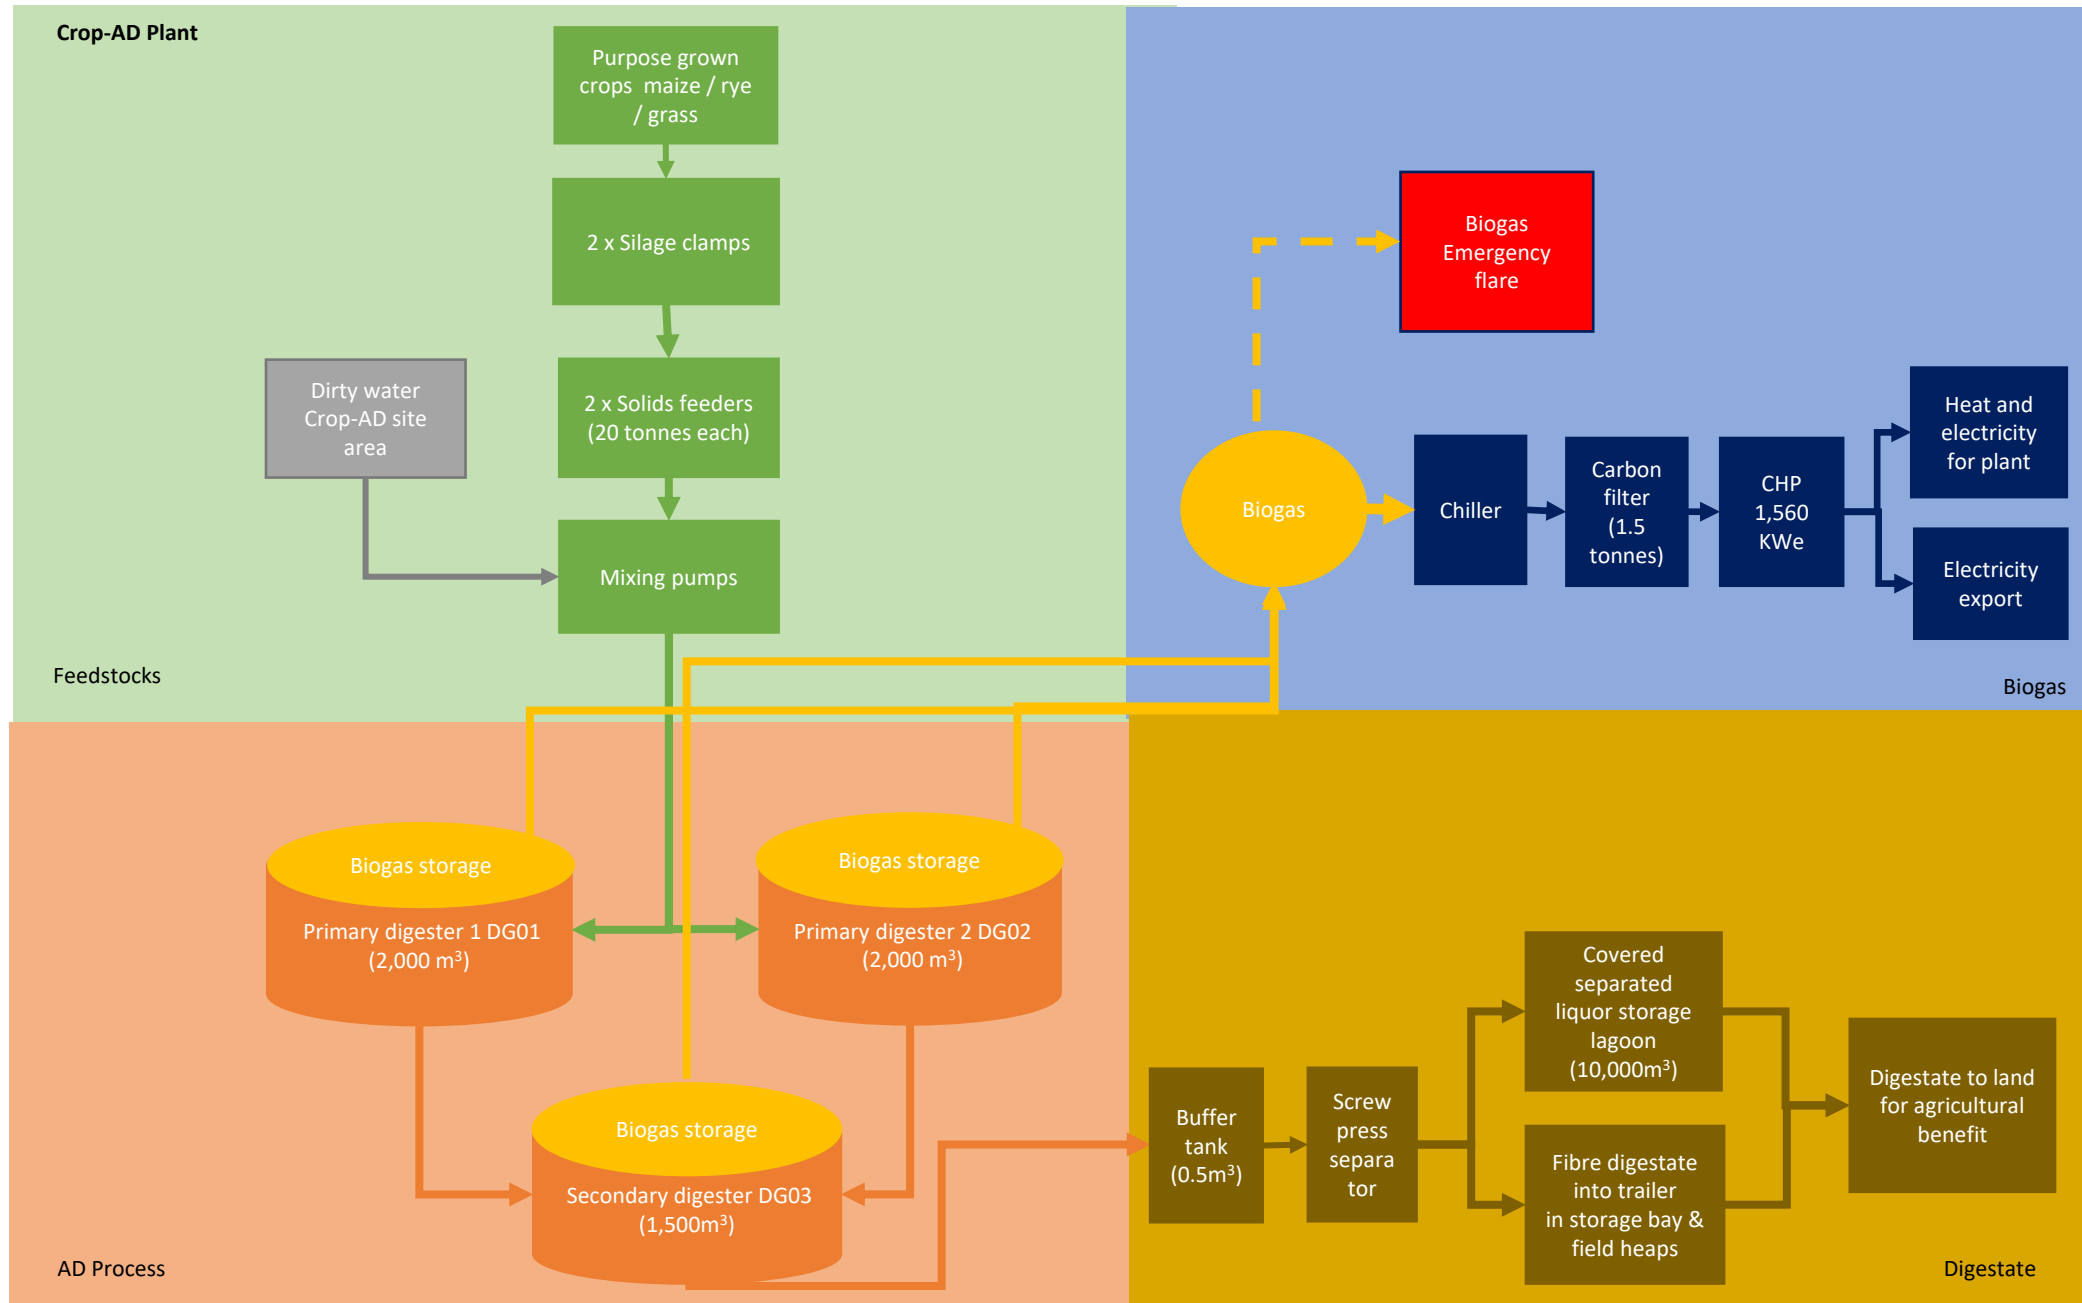 Crop-AD Plant
Purpose grown
crops  maize / rye
/ grass
2 x Silage clamps
Dirty water
Crop-AD site
area
2 x Solids feeders
(20 tonnes each)
Mixing pumps
Feedstocks
Biogas
Emergency
flare
Biogas
Chiller
Carbon
filter
(1.5
tonnes)
CHP
1,560
KWe
Heat and
electricity
for plant
Electricity
export
Biogas
Biogas storage
Primary digester 1 DG01
(2,000 m³)
Biogas storage
Primary digester 2 DG02
(2,000 m³)
Biogas storage
Secondary digester DG03
(1,500m³)
AD Process
Buffer
tank
(0.5m³)
Screw
press
separa
tor
Covered
separated
liquor storage
lagoon
(10,000m³)
Fibre digestate
into trailer
in storage bay &
field heaps
Digestate to land
for agricultural
benefit
Digestate